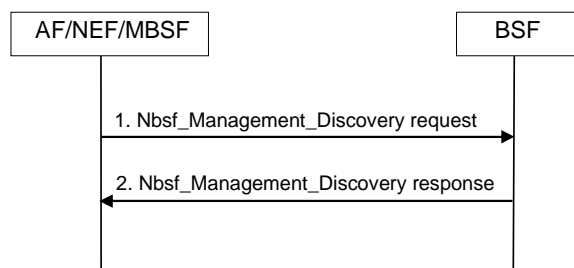 AF/NEF/MBSF
BSF
1. Nbsf_Management_Discovery request
2. Nbsf_Management_Discovery response